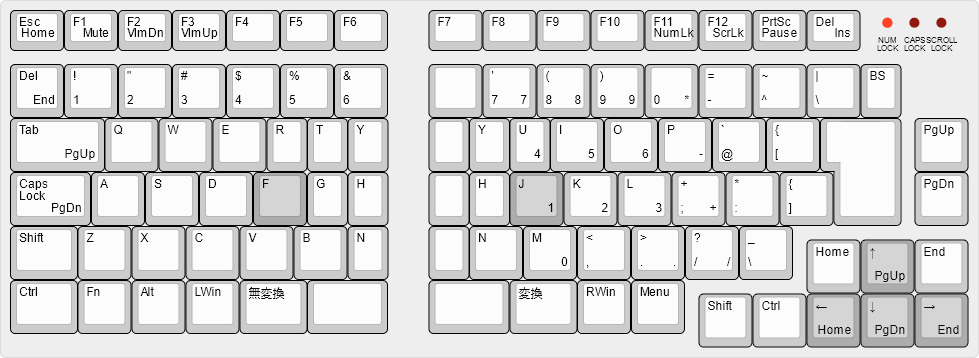 Esc F1 F2 F3 F4 F5 F6 F7 F8 F9 F10 F11 F12 PrtSc Del
Home Mute VlmDn VlmUp NumLk ScrLk Pause Ins
NUM LOCK CAPS LOCK SCROLL LOCK
Del ! " # $ % & ' ( ) = ~ | BS
End 1 2 3 4 5 6 7 7 8 8 9 9 0 * - ^ \
Tab Q W E R T Y Y U I O P ` { PgUp
PgUp 4 5 6 - @ [
Caps Lock A S D F G H H J K L + * { PgDn
PgDn 1 2 3 ; + : ]
Shift Z X C V B N N M < > ? _ Home ↑ End
0 , . . / / \ PgUp
Ctrl Fn Alt LWin 無変換 変換 RWin Menu Shift Ctrl ← ↓ →
Home PgDn End